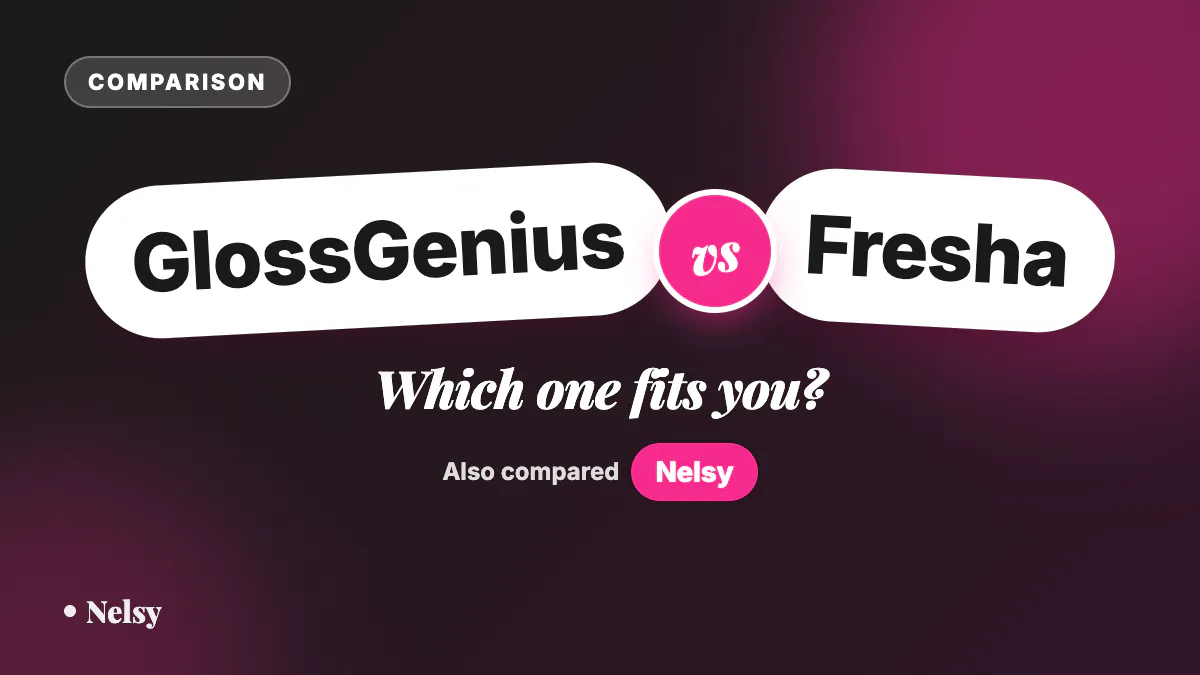 COMPARISON
GlossGenius vs Fresha
Which one fits you?
Also compared Nelsy
Nelsy